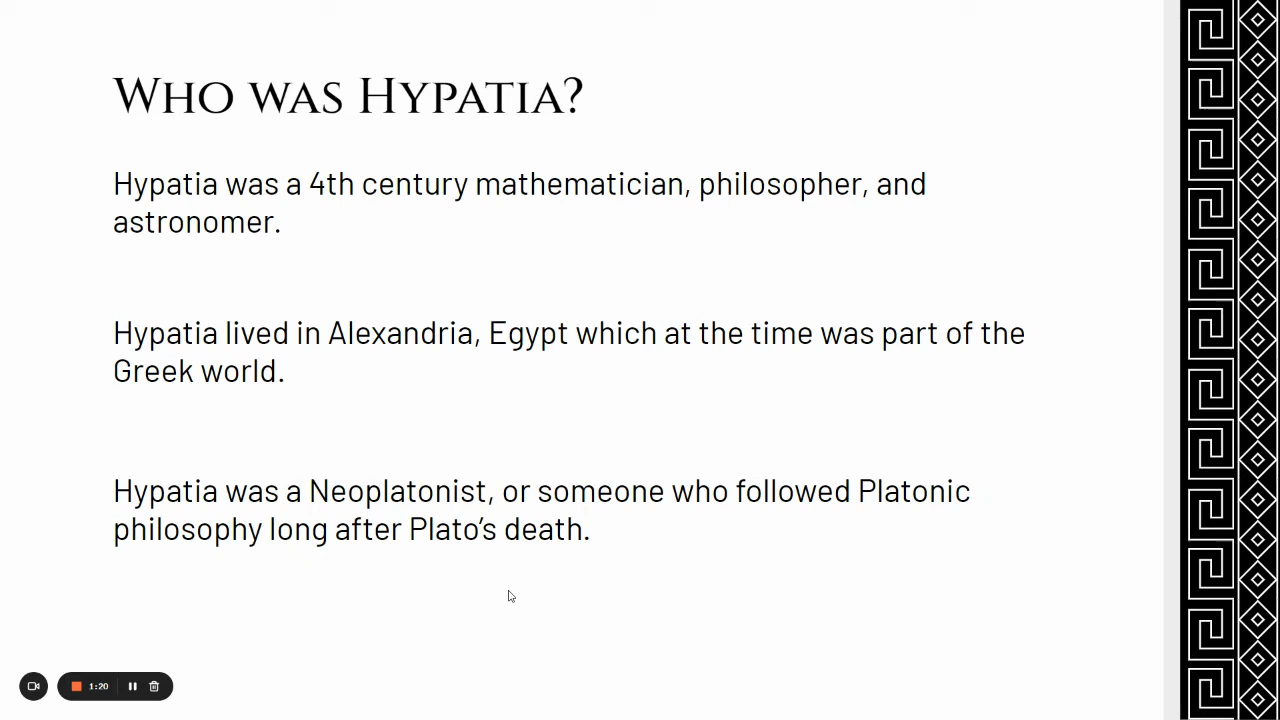 Who was Hypatia?
Hypatia was a 4th century mathematician, philosopher, and
astronomer.
Hypatia lived in Alexandria, Egypt which at the time was part of the
Greek world.
Hypatia was a Neoplatonist, or someone who followed Platonic
philosophy long after Plato’s death.
1:20